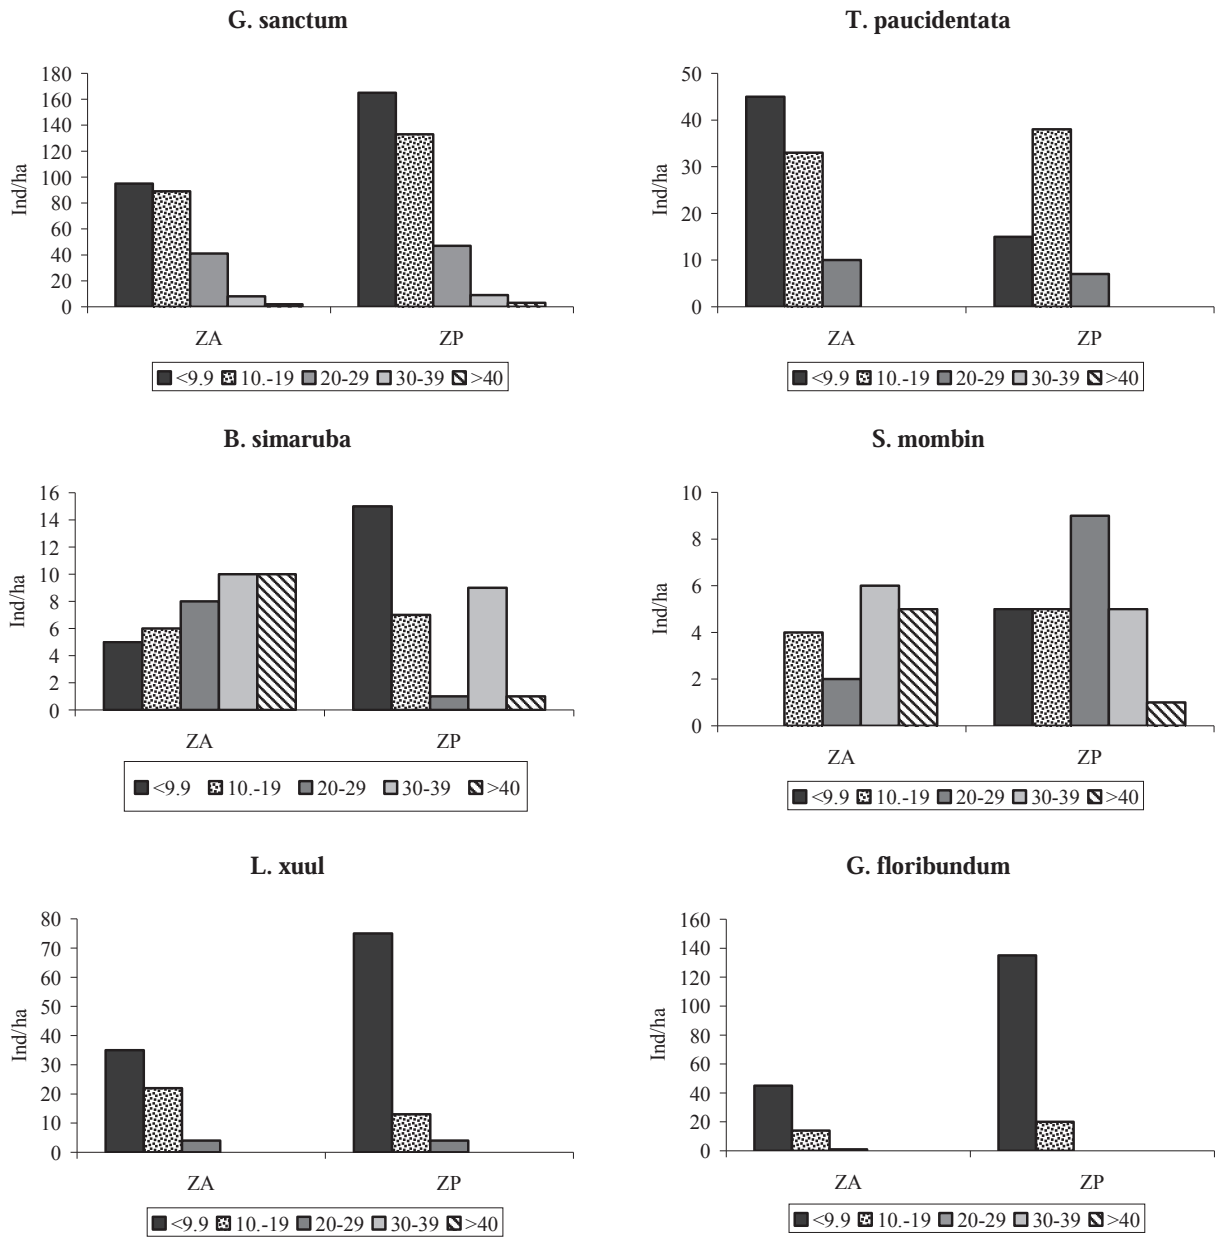 G. sanctum
180
160
140
120
100
80
60
40
20
0
Ind/ha
ZA ZP
<9.9 10.-19 20-29 30-39 >40
T. paucidentata
50
40
30
20
10
0
Ind/ha
ZA ZP
<9.9 10.-19 20-29 30-39 >40
B. simaruba
16
14
12
10
8
6
4
2
0
Ind/ha
ZA ZP
<9.9 10.-19 20-29 30-39 >40
S. mombin
10
8
6
4
2
0
Ind/ha
ZA ZP
<9.9 10.-19 20-29 30-39 >40
L. xuul
80
70
60
50
40
30
20
10
0
Ind/ha
ZA ZP
<9.9 10.-19 20-29 30-39 >40
G. floribundum
160
140
120
100
80
60
40
20
0
Ind/ha
ZA ZP
<9.9 10.-19 20-29 30-39 >40